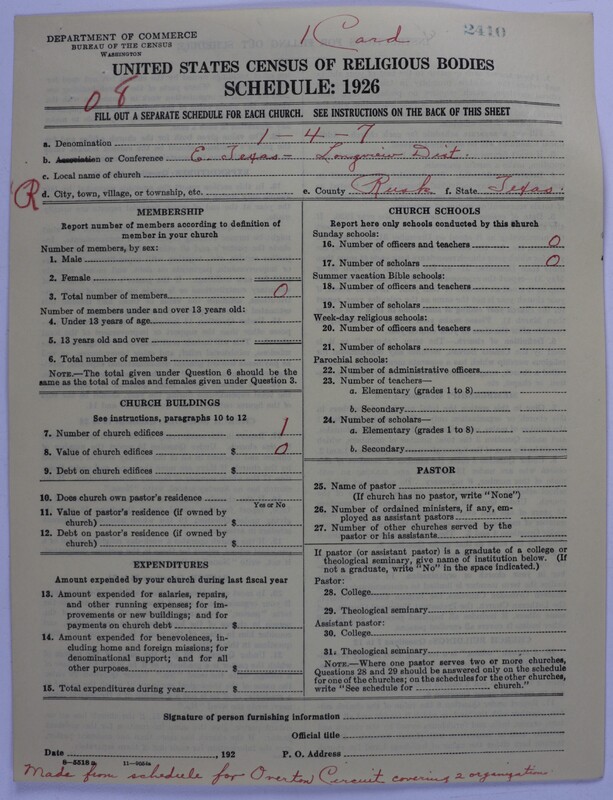 DEPARTMENT OF COMMERCE
BUREAU OF THE CENSUS
WASHINGTON
1 Card
2410
UNITED STATES CENSUS OF RELIGIOUS BODIES
SCHEDULE: 1926
08
FILL OUT A SEPARATE SCHEDULE FOR EACH CHURCH. SEE INSTRUCTIONS ON THE BACK OF THIS SHEET
a. Denomination 1-4-7
b. Association or Conference E. Texas - Longview Dist.
c. Local name of church
R d. City, town, village, or township, etc. e. County Rusk f. State Texas
MEMBERSHIP
Report number of members according to definition of
member in your church
Number of members, by sex:
1. Male
2. Female
3. Total number of members 0
Number of members under and over 13 years old:
4. Under 13 years of age
5. 13 years old and over
6. Total number of members
NOTE.—The total given under Question 6 should be the
same as the total of males and females given under Question 3.
CHURCH BUILDINGS
See instructions, paragraphs 10 to 12
7. Number of church edifices 1
8. Value of church edifices $ 0
9. Debt on church edifices $
10. Does church own pastor's residence
Yes or No
11. Value of pastor's residence (if owned by
church) $
12. Debt on pastor's residence (if owned by
church) $
EXPENDITURES
Amount expended by your church during last fiscal year
13. Amount expended for salaries, repairs,
and other running expenses; for im-
provements or new buildings; and for
payments on church debt $
14. Amount expended for benevolences, in-
cluding home and foreign missions; for
denominational support; and for all
other purposes $
15. Total expenditures during year $
CHURCH SCHOOLS
Report here only schools conducted by this church
Sunday schools:
16. Number of officers and teachers 0
17. Number of scholars 0
Summer vacation Bible schools:
18. Number of officers and teachers
19. Number of scholars
Week-day religious schools:
20. Number of officers and teachers
21. Number of scholars
Parochial schools:
22. Number of administrative officers
23. Number of teachers—
a. Elementary (grades 1 to 8)
b. Secondary
24. Number of scholars—
a. Elementary (grades 1 to 8)
b. Secondary
PASTOR
25. Name of pastor
(If church has no pastor, write "None")
26. Number of ordained ministers, if any, em-
ployed as assistant pastors
27. Number of other churches served by the
pastor or his assistants
If pastor (or assistant pastor) is a graduate of a college or
theological seminary, give name of institution below. (If
not a graduate, write "No" in the space indicated.)
Pastor:
28. College
29. Theological seminary
Assistant pastor:
30. College
31. Theological seminary
NOTE.—Where one pastor serves two or more churches,
Questions 28 and 29 should be answered only on the schedule
for one of the churches; on the schedules for the other churches,
write "See schedule for church."
Signature of person furnishing information
Official title
Date , 192 P. O. Address
8-5518a 11-9554a
Made from schedule for Overton Circuit covering 2 organizations